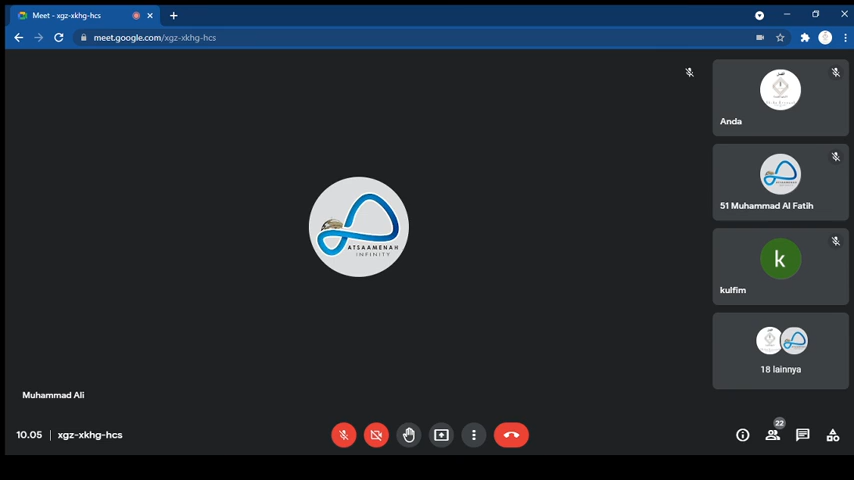 Meet - xgz-xkhg-hcs
meet.google.com/xgz-xkhg-hcs
Anda
51 Muhammad Al Fatih
k
kulfim
18 lainnya
ATSAAMENAH
INFINITY
Muhammad Ali
10.05 | xgz-xkhg-hcs
22